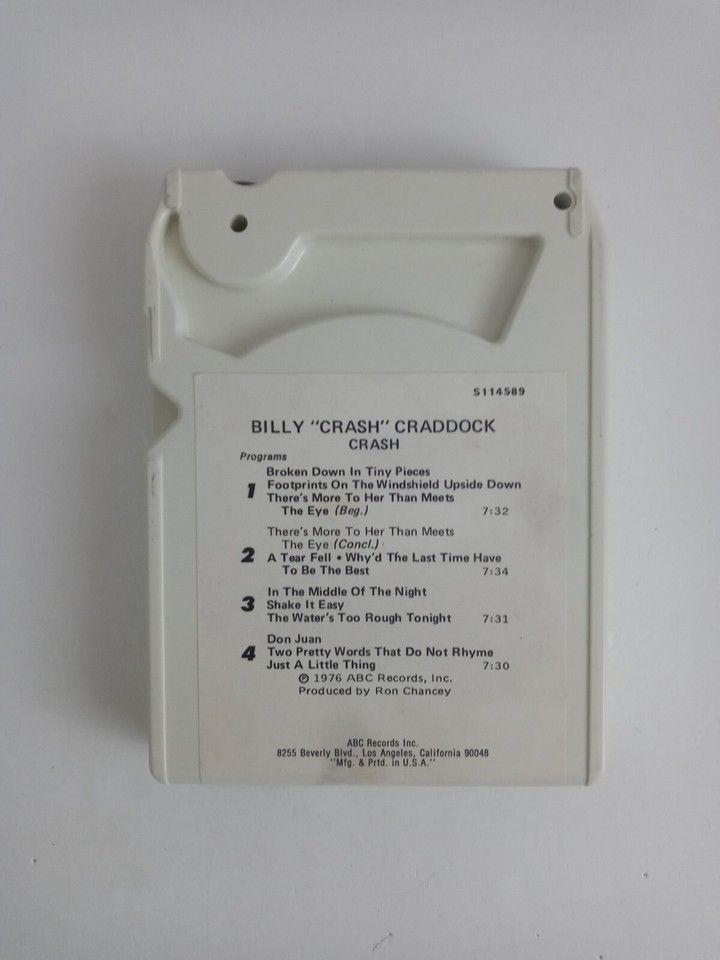 S114589
BILLY "CRASH" CRADDOCK
CRASH
Programs
1
Broken Down In Tiny Pieces
Footprints On The Windshield Upside Down
There's More To Her Than Meets
The Eye (Beg.) 7:32
2
There's More To Her Than Meets
The Eye (Concl.)
A Tear Fell • Why'd The Last Time Have
To Be The Best 7:34
3
In The Middle Of The Night
Shake It Easy
The Water's Too Rough Tonight 7:31
4
Don Juan
Two Pretty Words That Do Not Rhyme
Just A Little Thing 7:30
℗ 1976 ABC Records, Inc.
Produced by Ron Chancey
ABC Records Inc.
8255 Beverly Blvd., Los Angeles, California 90048
"Mfg. & Prtd. in U.S.A."